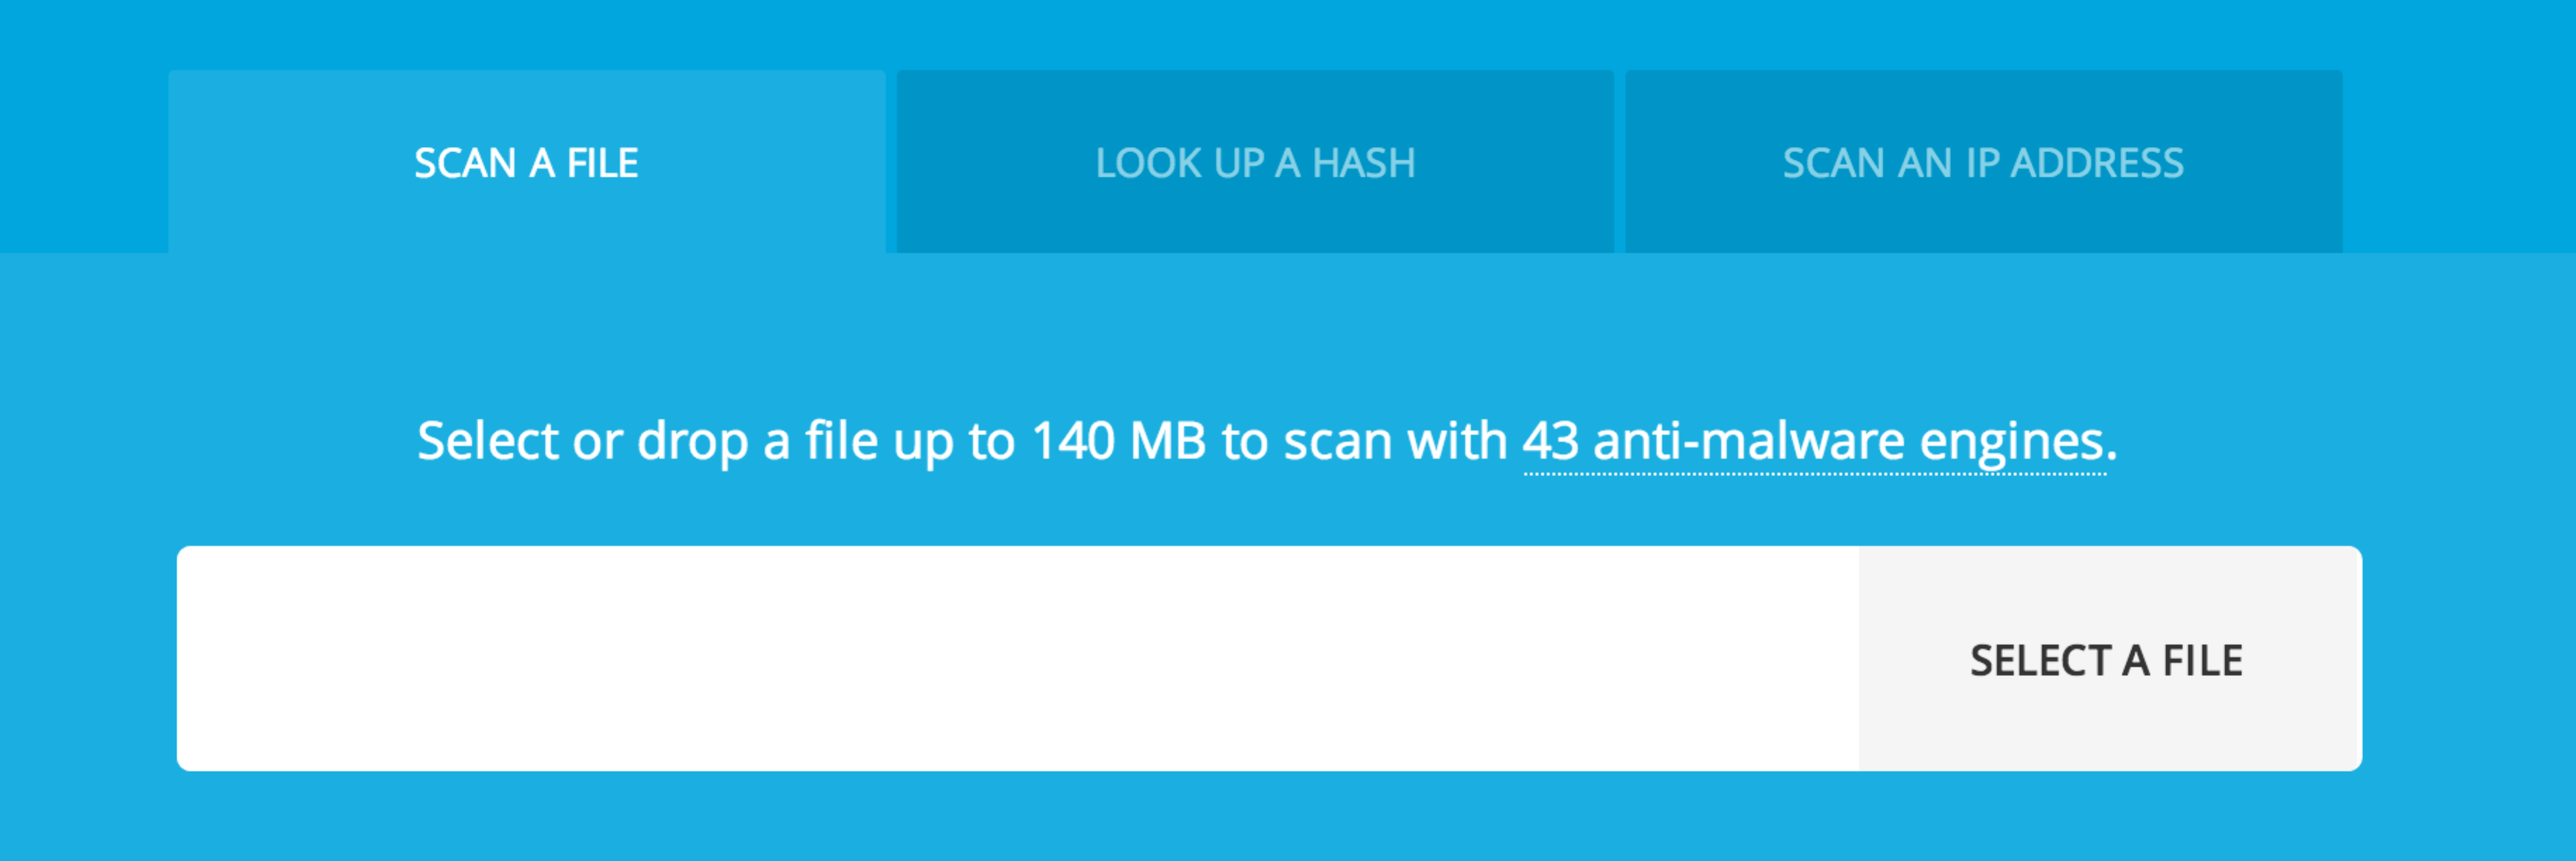 SCAN A FILE
LOOK UP A HASH
SCAN AN IP ADDRESS
Select or drop a file up to 140 MB to scan with 43 anti-malware engines.
SELECT A FILE